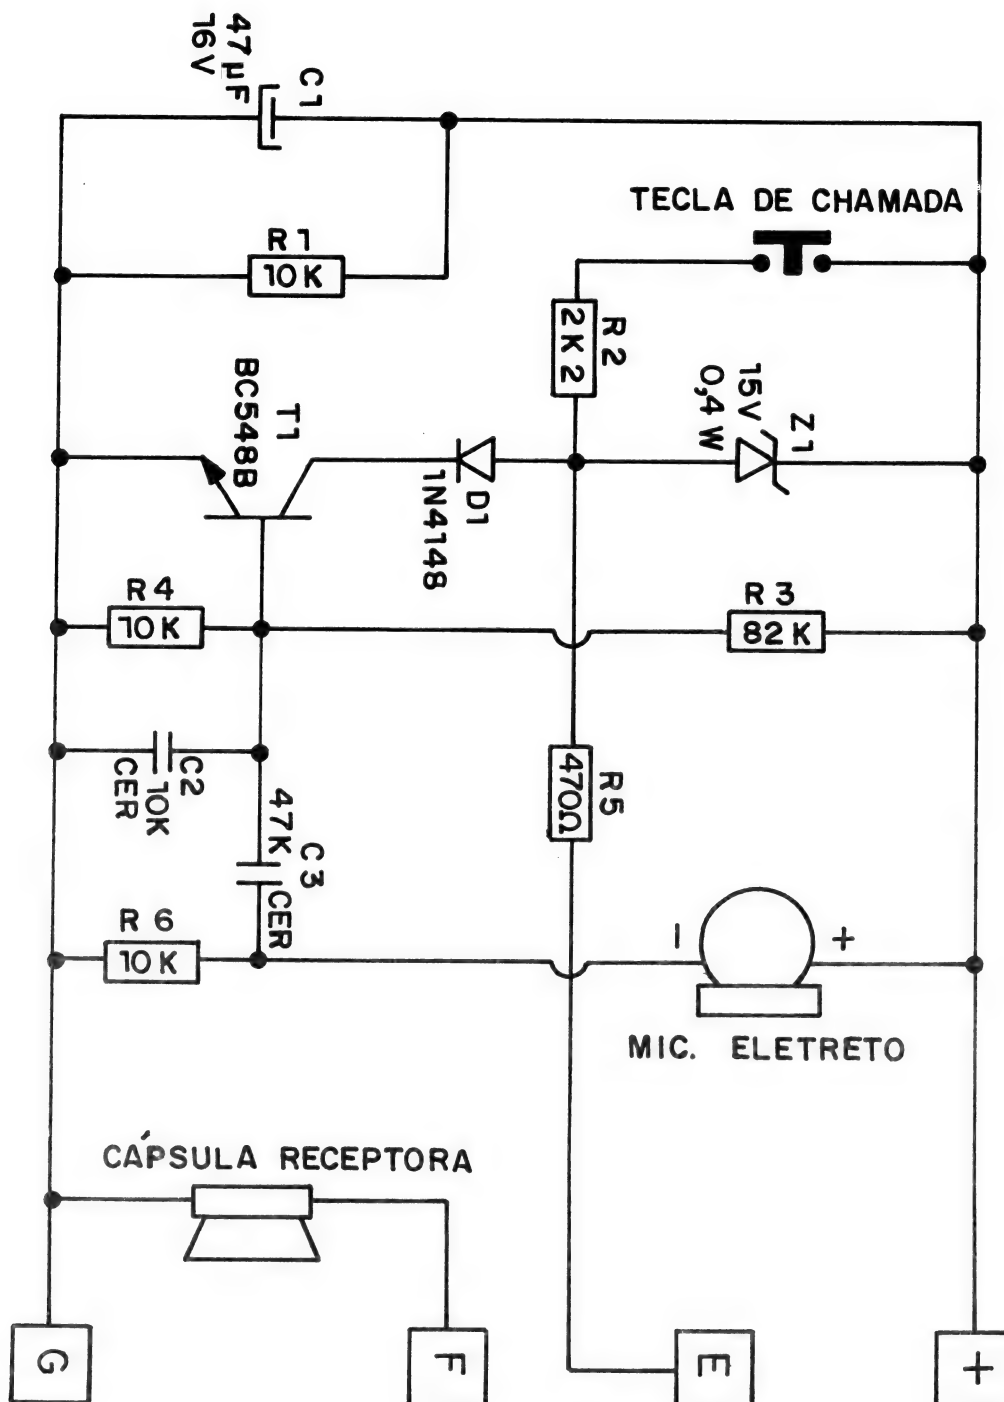 C1
47µF
16V
R1
10K
TECLA DE CHAMADA
R2
2K2
T1
BC548B
Z1
15V
0,4W
D1
1N4148
R4
10K
R3
82K
C2
10K
CER
47K
C3
CER
R5
470Ω
R6
10K
-
+
MIC. ELETRETO
CÁPSULA RECEPTORA
G
F
E
+